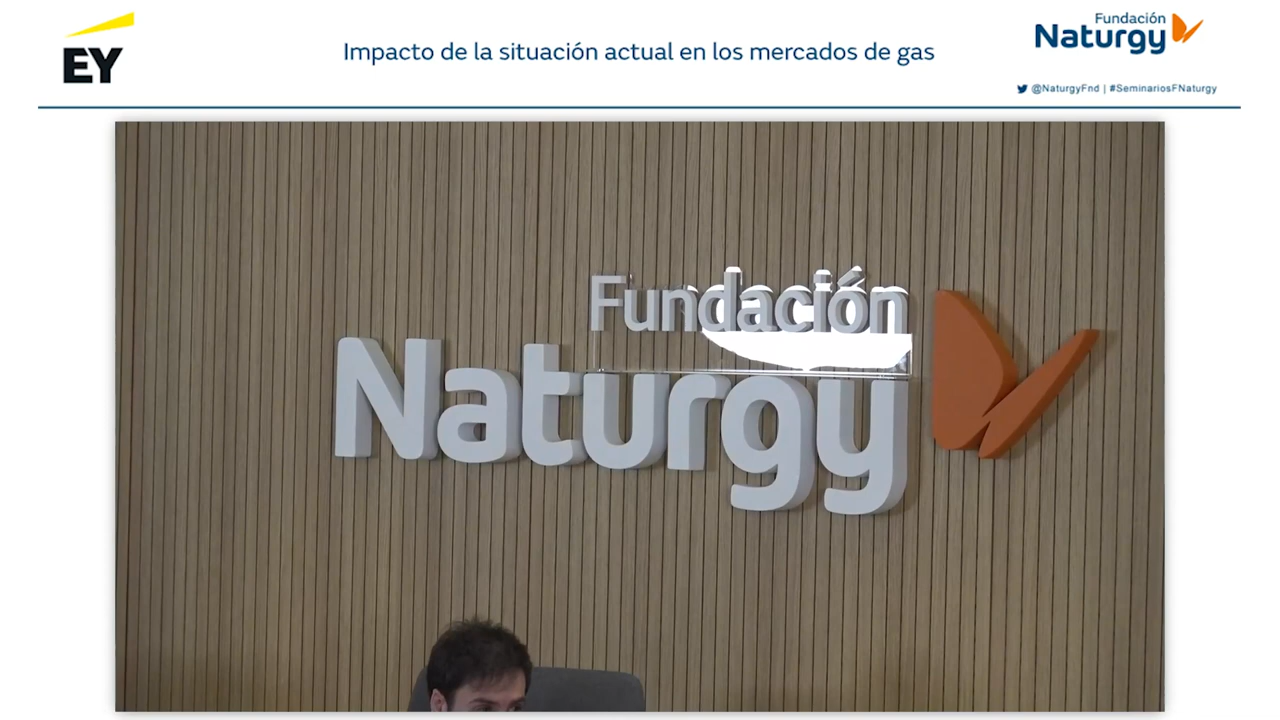 EY
Impacto de la situación actual en los mercados de gas
Fundación
Naturgy
@NaturgyFnd | #SeminariosFNaturgy
Fundación
Naturgy